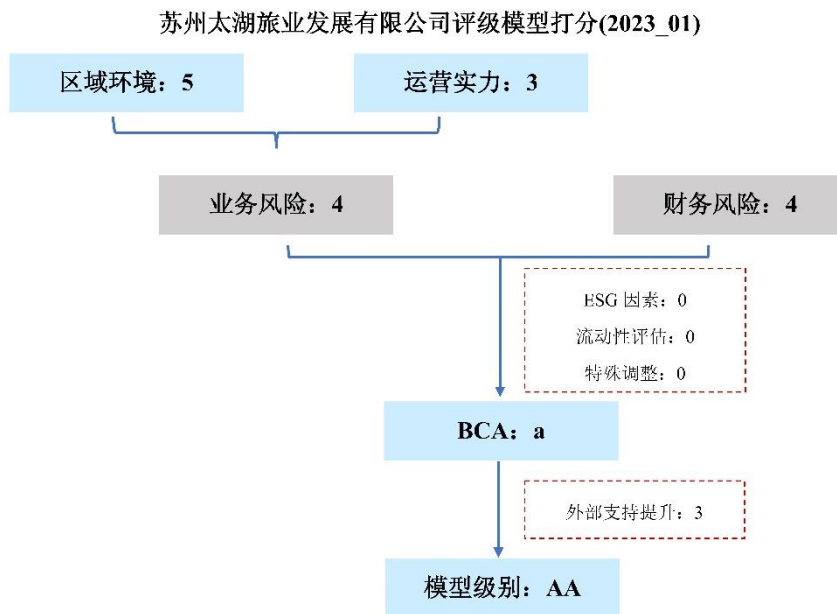 苏州太湖旅业发展有限公司评级模型打分(2023_01)
区域环境：5
运营实力：3
业务风险：4
财务风险：4
ESG 因素：0
流动性评估：0
特殊调整：0
BCA：a
外部支持提升：3
模型级别：AA